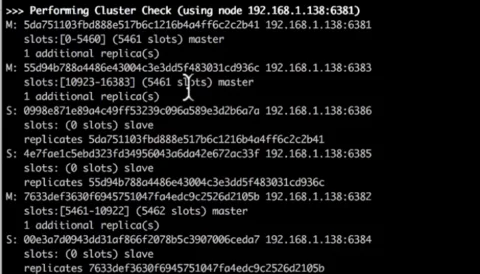 >>> Performing Cluster Check (using node 192.168.1.138:6381)
M: 5da751103fbd888e517b6c1216b4a4ff6c2c2b41 192.168.1.138:6381
slots:[0-5460] (5461 slots) master
1 additional replica(s)
M: 55d94b788a4486e43004c3e3dd5f483031cd936c 192.168.1.138:6383
slots:[10923-16383] (5461 slots) master
1 additional replica(s)
S: 0998e871e89a4c49ff53239c096a589e3d2b6a7a 192.168.1.138:6386
slots: (0 slots) slave
replicates 5da751103fbd888e517b6c1216b4a4ff6c2c2b41
S: 4e7fae1c5ebd323fd34956043a6da42e672ac33f 192.168.1.138:6385
slots: (0 slots) slave
replicates 55d94b788a4486e43004c3e3dd5f483031cd936c
M: 7633def3630f6945751047fa4edc9c2526d2105b 192.168.1.138:6382
slots:[5461-10922] (5462 slots) master
1 additional replica(s)
S: 00e3a7d0943dd31af866f2078b5c3907006ceda7 192.168.1.138:6384
slots: (0 slots) slave
replicates 7633def3630f6945751047fa4edc9c2526d2105b